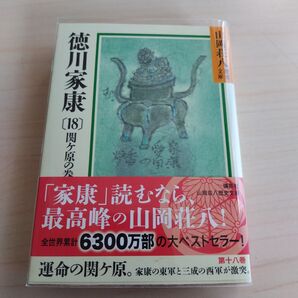 山岡荘八
文庫
徳川家康
〔18〕関ケ原の巻
「家康」読むなら、
最高峰の山岡荘八!
全世界累計6300万部の大ベストセラー!
第十八巻
運命の関ケ原。家康の東軍と三成の西軍が激突。